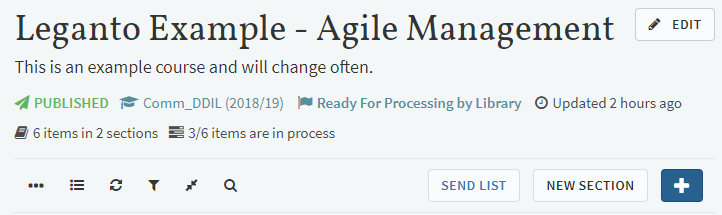 Leganto Example - Agile Management
EDIT
This is an example course and will change often.
PUBLISHED Comm_DDIL (2018/19) Ready For Processing by Library Updated 2 hours ago
6 items in 2 sections 3/6 items are in process
SEND LIST NEW SECTION